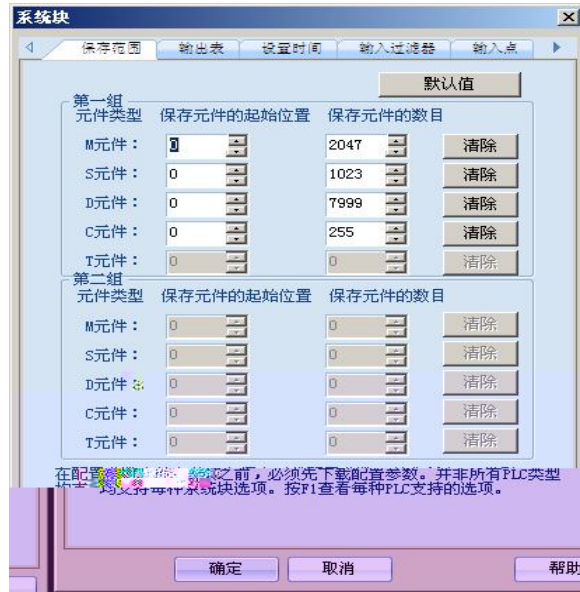 系统块
保存范围 输出表 设置时间 输入过滤器 输入点
默认值
第一组
元件类型 保存元件的起始位置 保存元件的数目
M元件： 0 2047 清除
S元件： 0 1023 清除
D元件： 0 7999 清除
C元件： 0 255 清除
T元件： 0 0 清除
第二组
元件类型 保存元件的起始位置 保存元件的数目
M元件： 0 0 清除
S元件： 0 0 清除
D元件 0 0 清除
C元件： 0 0 清除
T元件： 0 0 清除
在配 之前，必须先下载配置参数。并非所有PLC类型
均支持每种系统块选项。按F1查看每种PLC支持的选项。
确定 取消 帮助